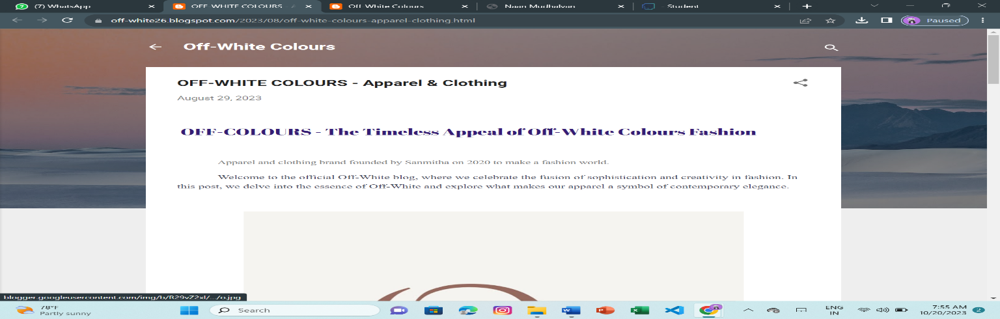 (7) WhatsApp
OFF-WHITE COLOURS
Off-White Colours
Naan Mudhalvan
Student
off-white26.blogspot.com/2023/08/off-white-colours-apparel-clothing.html
Paused
Off-White Colours
OFF-WHITE COLOURS - Apparel & Clothing
August 29, 2023
OFF-COLOURS - The Timeless Appeal of Off-White Colours Fashion
Apparel and clothing brand founded by Sanmitha on 2020 to make a fashion world.
Welcome to the official Off-White blog, where we celebrate the fusion of sophistication and creativity in fashion. In
this post, we delve into the essence of Off-White and explore what makes our apparel a symbol of contemporary elegance.
blogger.googleusercontent.com/img/b/R29vZ2xl/.../o.jpg
78°F
Partly sunny
Search
ENG
IN
7:55 AM
10/20/2023
2